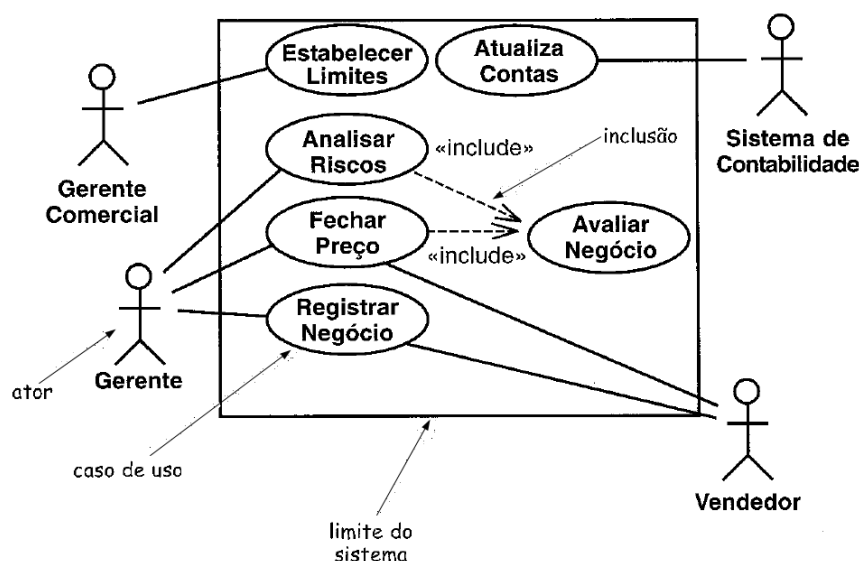 Estabelecer
Limites
Atualiza
Contas
Analisar
Riscos
«include»
inclusão
Sistema de
Contabilidade
Gerente
Comercial
Fechar
Preço
«include»
Avaliar
Negócio
Registrar
Negócio
ator
Gerente
caso de uso
Vendedor
limite do
sistema